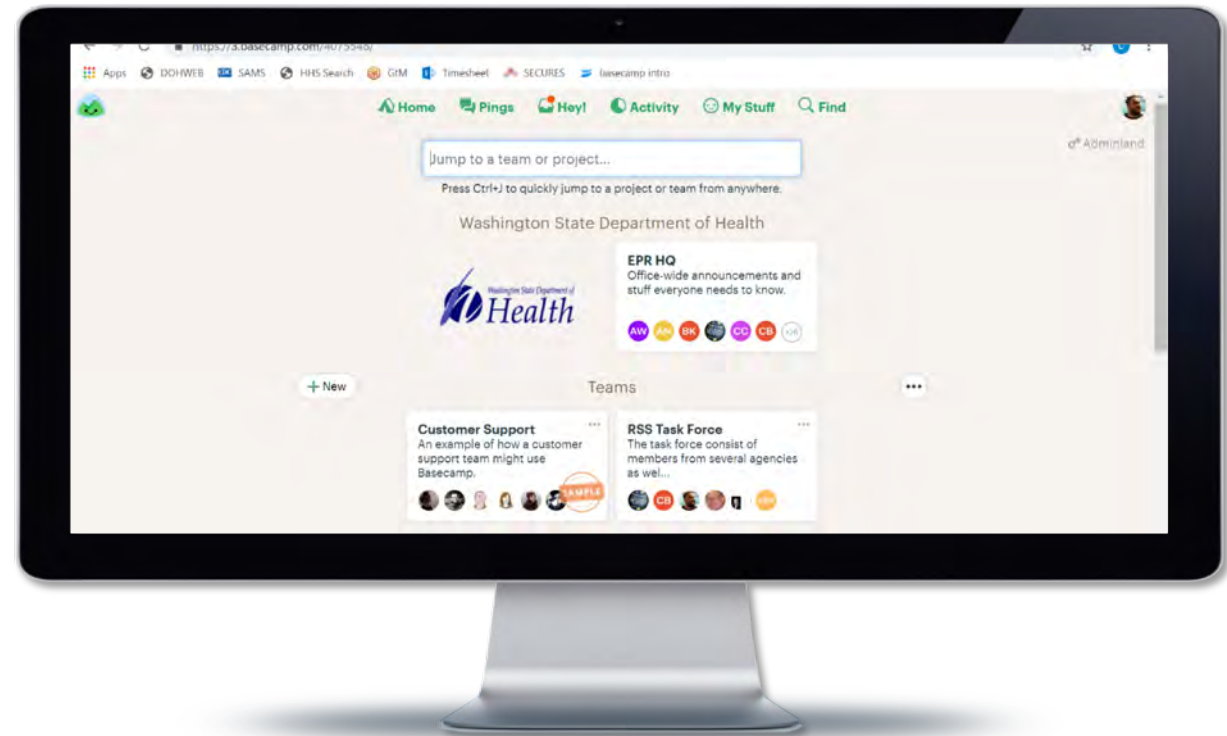 https://3.basecamp.com/4075548/
Apps DOHWEB SAMS HHS Search GfM Timesheet SECURES basecamp intro
Home Pings Hey! Activity My Stuff Find
Adminland
Jump to a team or project...
Press Ctrl+J to quickly jump to a project or team from anywhere.
Washington State Department of Health
Washington State Department of
Health
EPR HQ
Office-wide announcements and
stuff everyone needs to know.
AW AN BK CC CB
+ New
Teams
Customer Support
An example of how a customer
support team might use
Basecamp.
SAMPLE
RSS Task Force
The task force consist of
members from several agencies
as wel...
CB